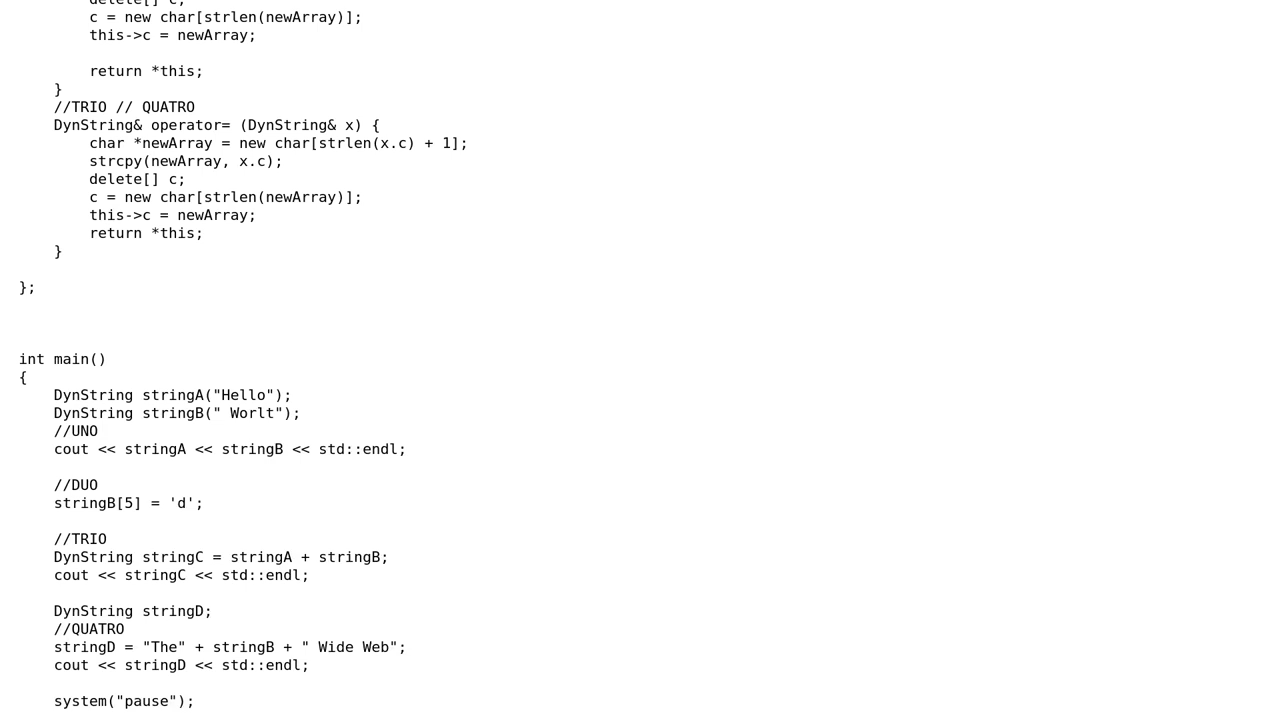 delete[] c;
        c = new char[strlen(newArray)];
        this->c = newArray;

        return *this;
    }
    //TRIO // QUATRO
    DynString& operator= (DynString& x) {
        char *newArray = new char[strlen(x.c) + 1];
        strcpy(newArray, x.c);
        delete[] c;
        c = new char[strlen(newArray)];
        this->c = newArray;
        return *this;
    }

};

int main()
{
    DynString stringA("Hello");
    DynString stringB(" Worlt");
    //UNO
    cout << stringA << stringB << std::endl;

    //DUO
    stringB[5] = 'd';

    //TRIO
    DynString stringC = stringA + stringB;
    cout << stringC << std::endl;

    DynString stringD;
    //QUATRO
    stringD = "The" + stringB + " Wide Web";
    cout << stringD << std::endl;

    system("pause");